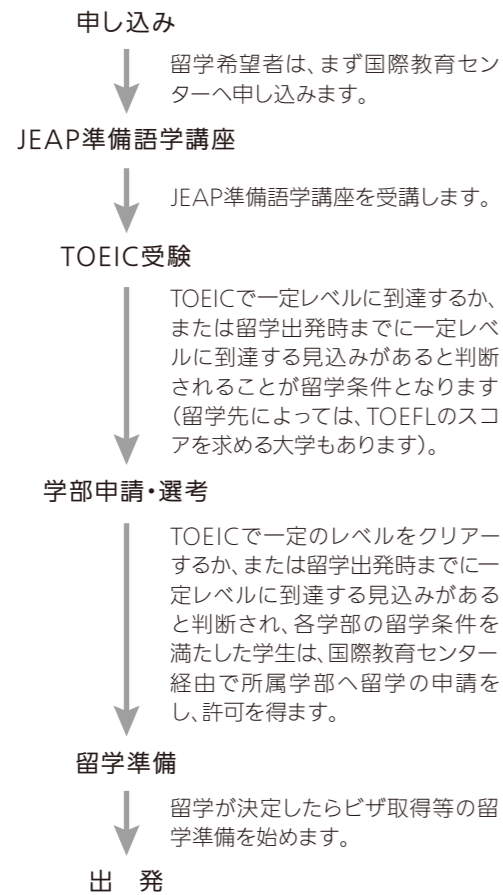 申し込み
留学希望者は、まず国際教育セン
ターへ申し込みます。
JEAP準備語学講座
JEAP準備語学講座を受講します。
TOEIC受験
TOEICで一定レベルに到達するか、
または留学出発時までに一定レベ
ルに到達する見込みがあると判断
されることが留学条件となります
(留学先によっては、TOEFLのスコ
アを求める大学もあります)。
学部申請・選考
TOEICで一定のレベルをクリアー
するか、または留学出発時までに一
定レベルに到達する見込みがある
と判断され、各学部の留学条件を
満たした学生は、国際教育センター
経由で所属学部へ留学の申請を
し、許可を得ます。
留学準備
留学が決定したらビザ取得等の留
学準備を始めます。
出　発